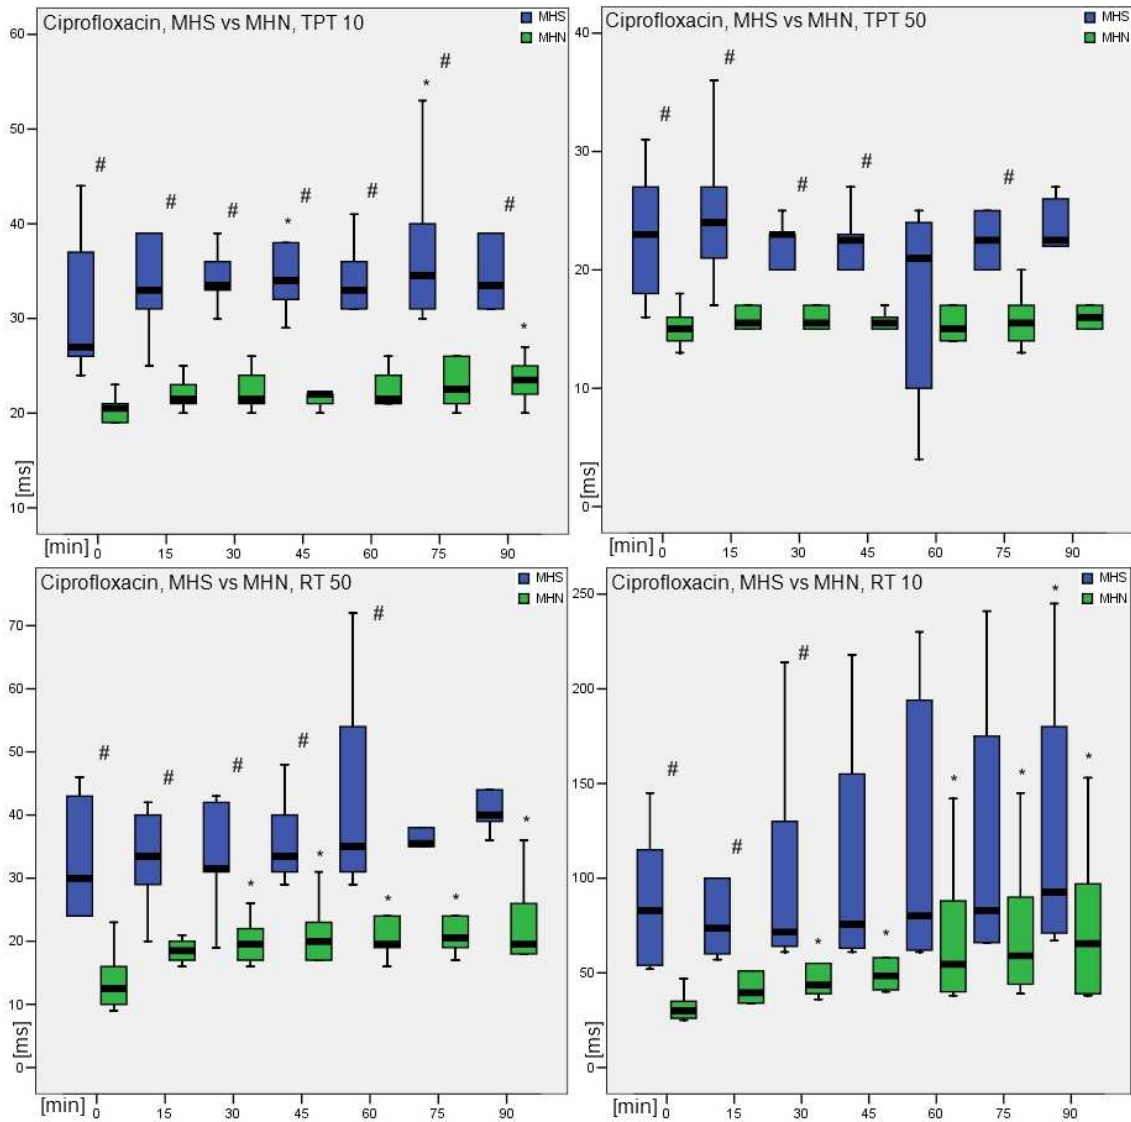 Ciprofloxacin, MHS vs MHN, TPT 10
MHS
MHN
60
50
40
30
20
10
[ms]
# # # * # # * # # *
[min] 0 15 30 45 60 75 90
Ciprofloxacin, MHS vs MHN, TPT 50
MHS
MHN
40
30
20
10
0
[ms]
# # # # #
[min] 0 15 30 45 60 75 90
Ciprofloxacin, MHS vs MHN, RT 50
MHS
MHN
70
60
50
40
30
20
10
0
[ms]
# # # * # * # * * *
[min] 0 15 30 45 60 75 90
Ciprofloxacin, MHS vs MHN, RT 10
MHS
MHN
250
200
150
100
50
0
[ms]
# # # * * * * * *
[min] 0 15 30 45 60 75 90